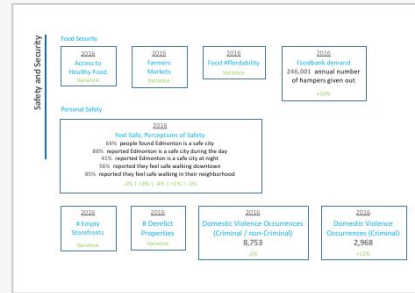 Safety and Security
Food Security
2016
Access to
Healthy Food
Variance
2016
Farmers
Markets
Variance
2016
Food Affordability
Variance
2016
Foodbank demand
246,001 annual number
of hampers given out
+16%
Personal Safety
2016
Feel Safe, Perceptions of Safety
66% people found Edmonton is a safe city
88% reported Edmonton is a safe city during the day
41% reported Edmonton is a safe city at night
56% reported they feel safe walking downtown
85% reported they feel safe walking in their neighborhood
-2% | +3% | -4% | +1% | -1%
2016
# Empty
Storefronts
Variance
2016
# Derelict
Properties
Variance
2016
Domestic Violence Occurrences
(Criminal / non-Criminal)
8,753
-2%
2016
Domestic Violence
Occurrences (Criminal)
2,968
+12%